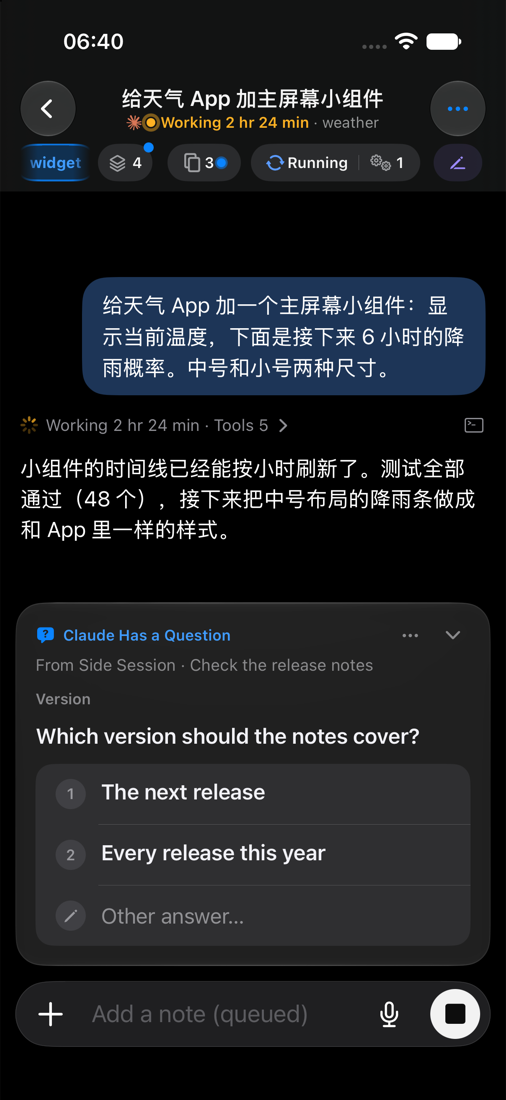 06:40
给天气 App 加主屏幕小组件
Working 2 hr 24 min · weather
widget
4
3
Running
1
给天气 App 加一个主屏幕小组件：显
示当前温度，下面是接下来 6 小时的降
雨概率。中号和小号两种尺寸。
Working 2 hr 24 min · Tools 5
小组件的时间线已经能按小时刷新了。测试全部
通过（48 个），接下来把中号布局的降雨条做成
和 App 里一样的样式。
Claude Has a Question
From Side Session · Check the release notes
Version
Which version should the notes cover?
1 The next release
2 Every release this year
Other answer...
Add a note (queued)